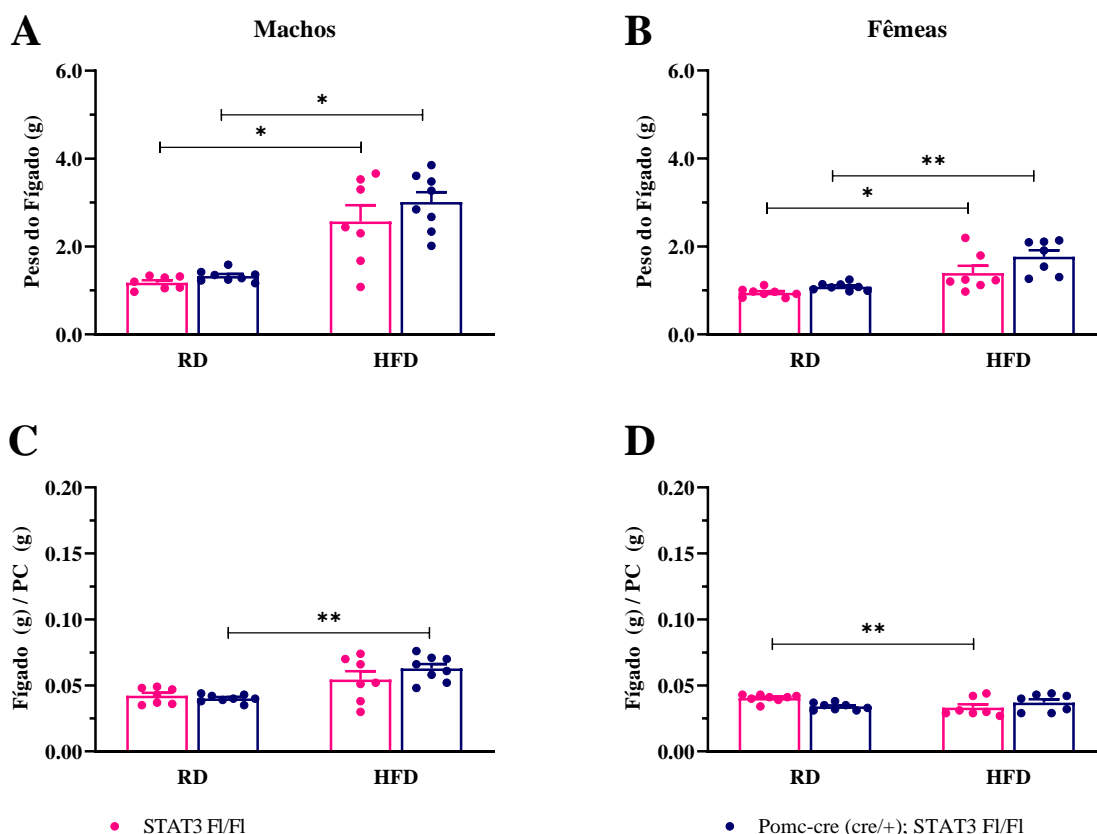 A
Machos
Peso do Fígado (g)
6.0
4.0
2.0
0.0
*
*
RD
HFD
B
Fêmeas
Peso do Fígado (g)
6.0
4.0
2.0
0.0
**
*
RD
HFD
C
Fígado (g) / PC (g)
0.20
0.15
0.10
0.05
0.00
**
RD
HFD
D
Fígado (g) / PC (g)
0.20
0.15
0.10
0.05
0.00
**
RD
HFD
STAT3 Fl/Fl
Pomc-cre (cre/+); STAT3 Fl/Fl